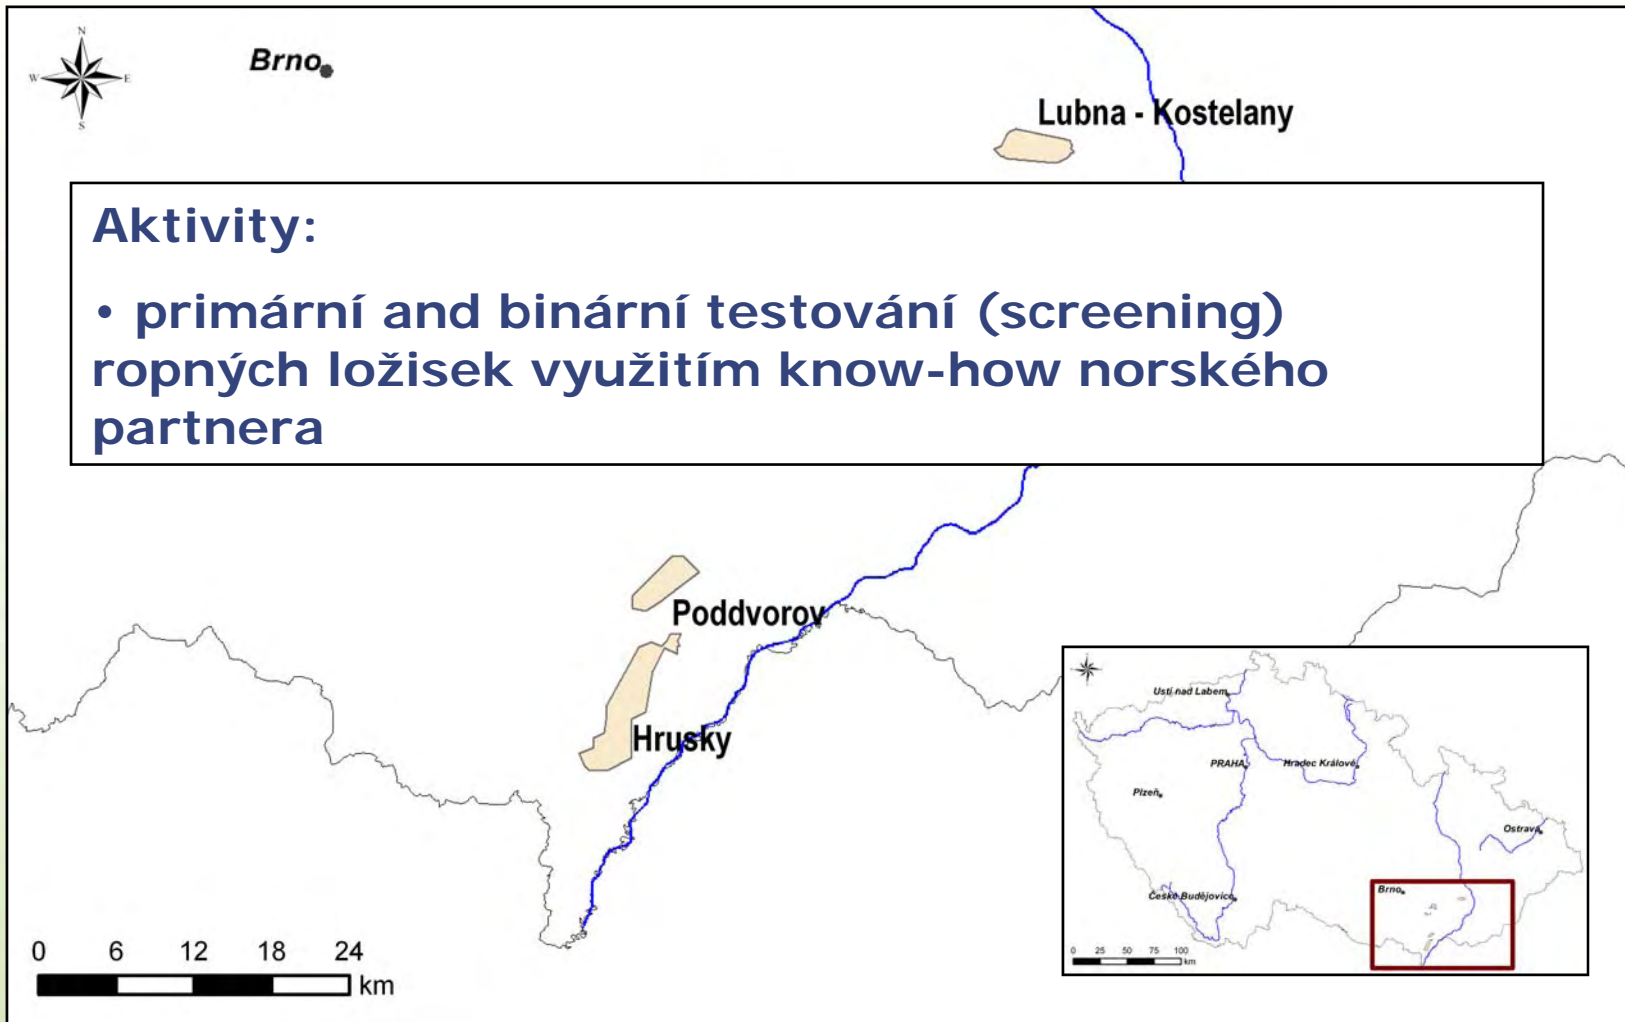 N
W E
S
Brno
Lubna - Kostelany
Aktivity:
• primární and binární testování (screening)
ropných ložisek využitím know-how norského
partnera
Poddvorov
Hrusky
0 6 12 18 24
km
Ustí nad Labem
PRAHA
Hradec Králové
Plzeň
Ostrava
České Budějovice
Brno
0 25 50 75 100
km